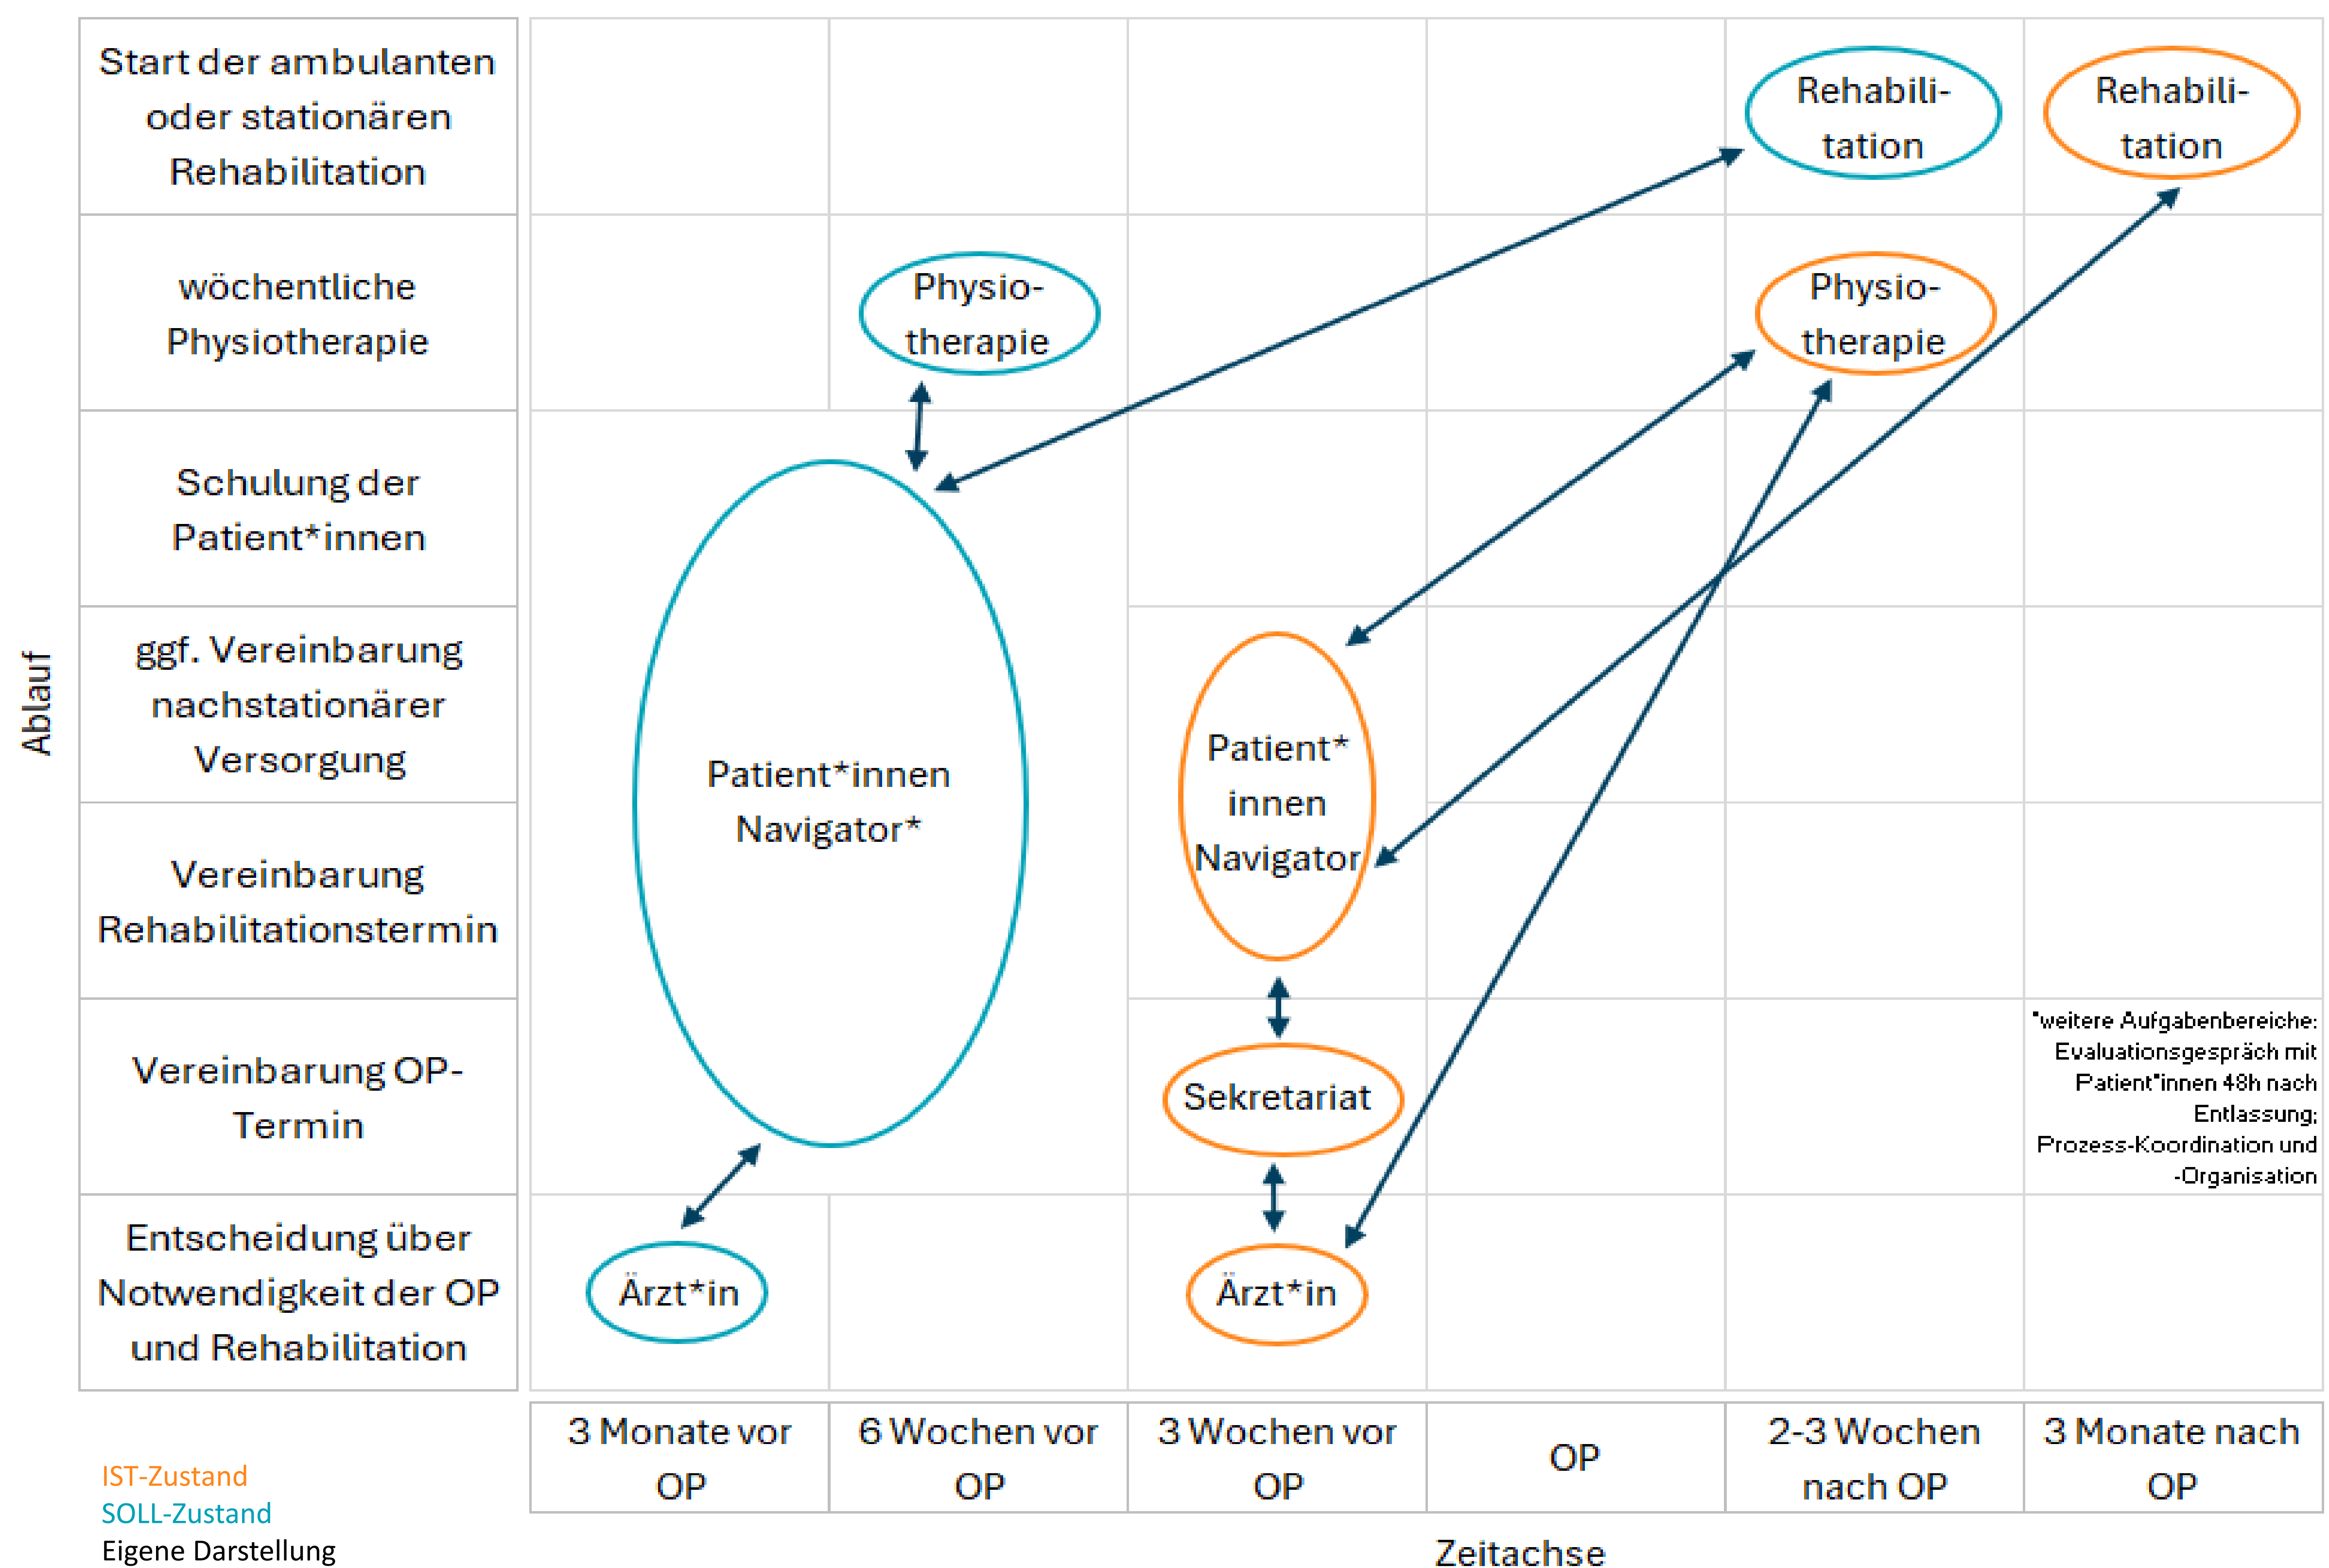 Ablauf
Start der ambulanten
oder stationären
Rehabilitation
wöchentliche
Physiotherapie
Schulung der
Patient*innen
ggf. Vereinbarung
nachstationärer
Versorgung
Vereinbarung
Rehabilitationstermin
Vereinbarung OP-
Termin
Entscheidung über
Notwendigkeit der OP
und Rehabilitation
Rehabili-
tation
Rehabili-
tation
Physio-
therapie
Physio-
therapie
Patient*innen
Navigator*
Patient*
innen
Navigator
Sekretariat
Ärzt*in
Ärzt*in
*weitere Aufgabenbereiche:
Evaluationsgespräch mit
Patient*innen 48h nach
Entlassung;
Prozess-Koordination und
-Organisation
3 Monate vor
OP
6 Wochen vor
OP
3 Wochen vor
OP
OP
2-3 Wochen
nach OP
3 Monate nach
OP
Zeitachse
IST-Zustand
SOLL-Zustand
Eigene Darstellung